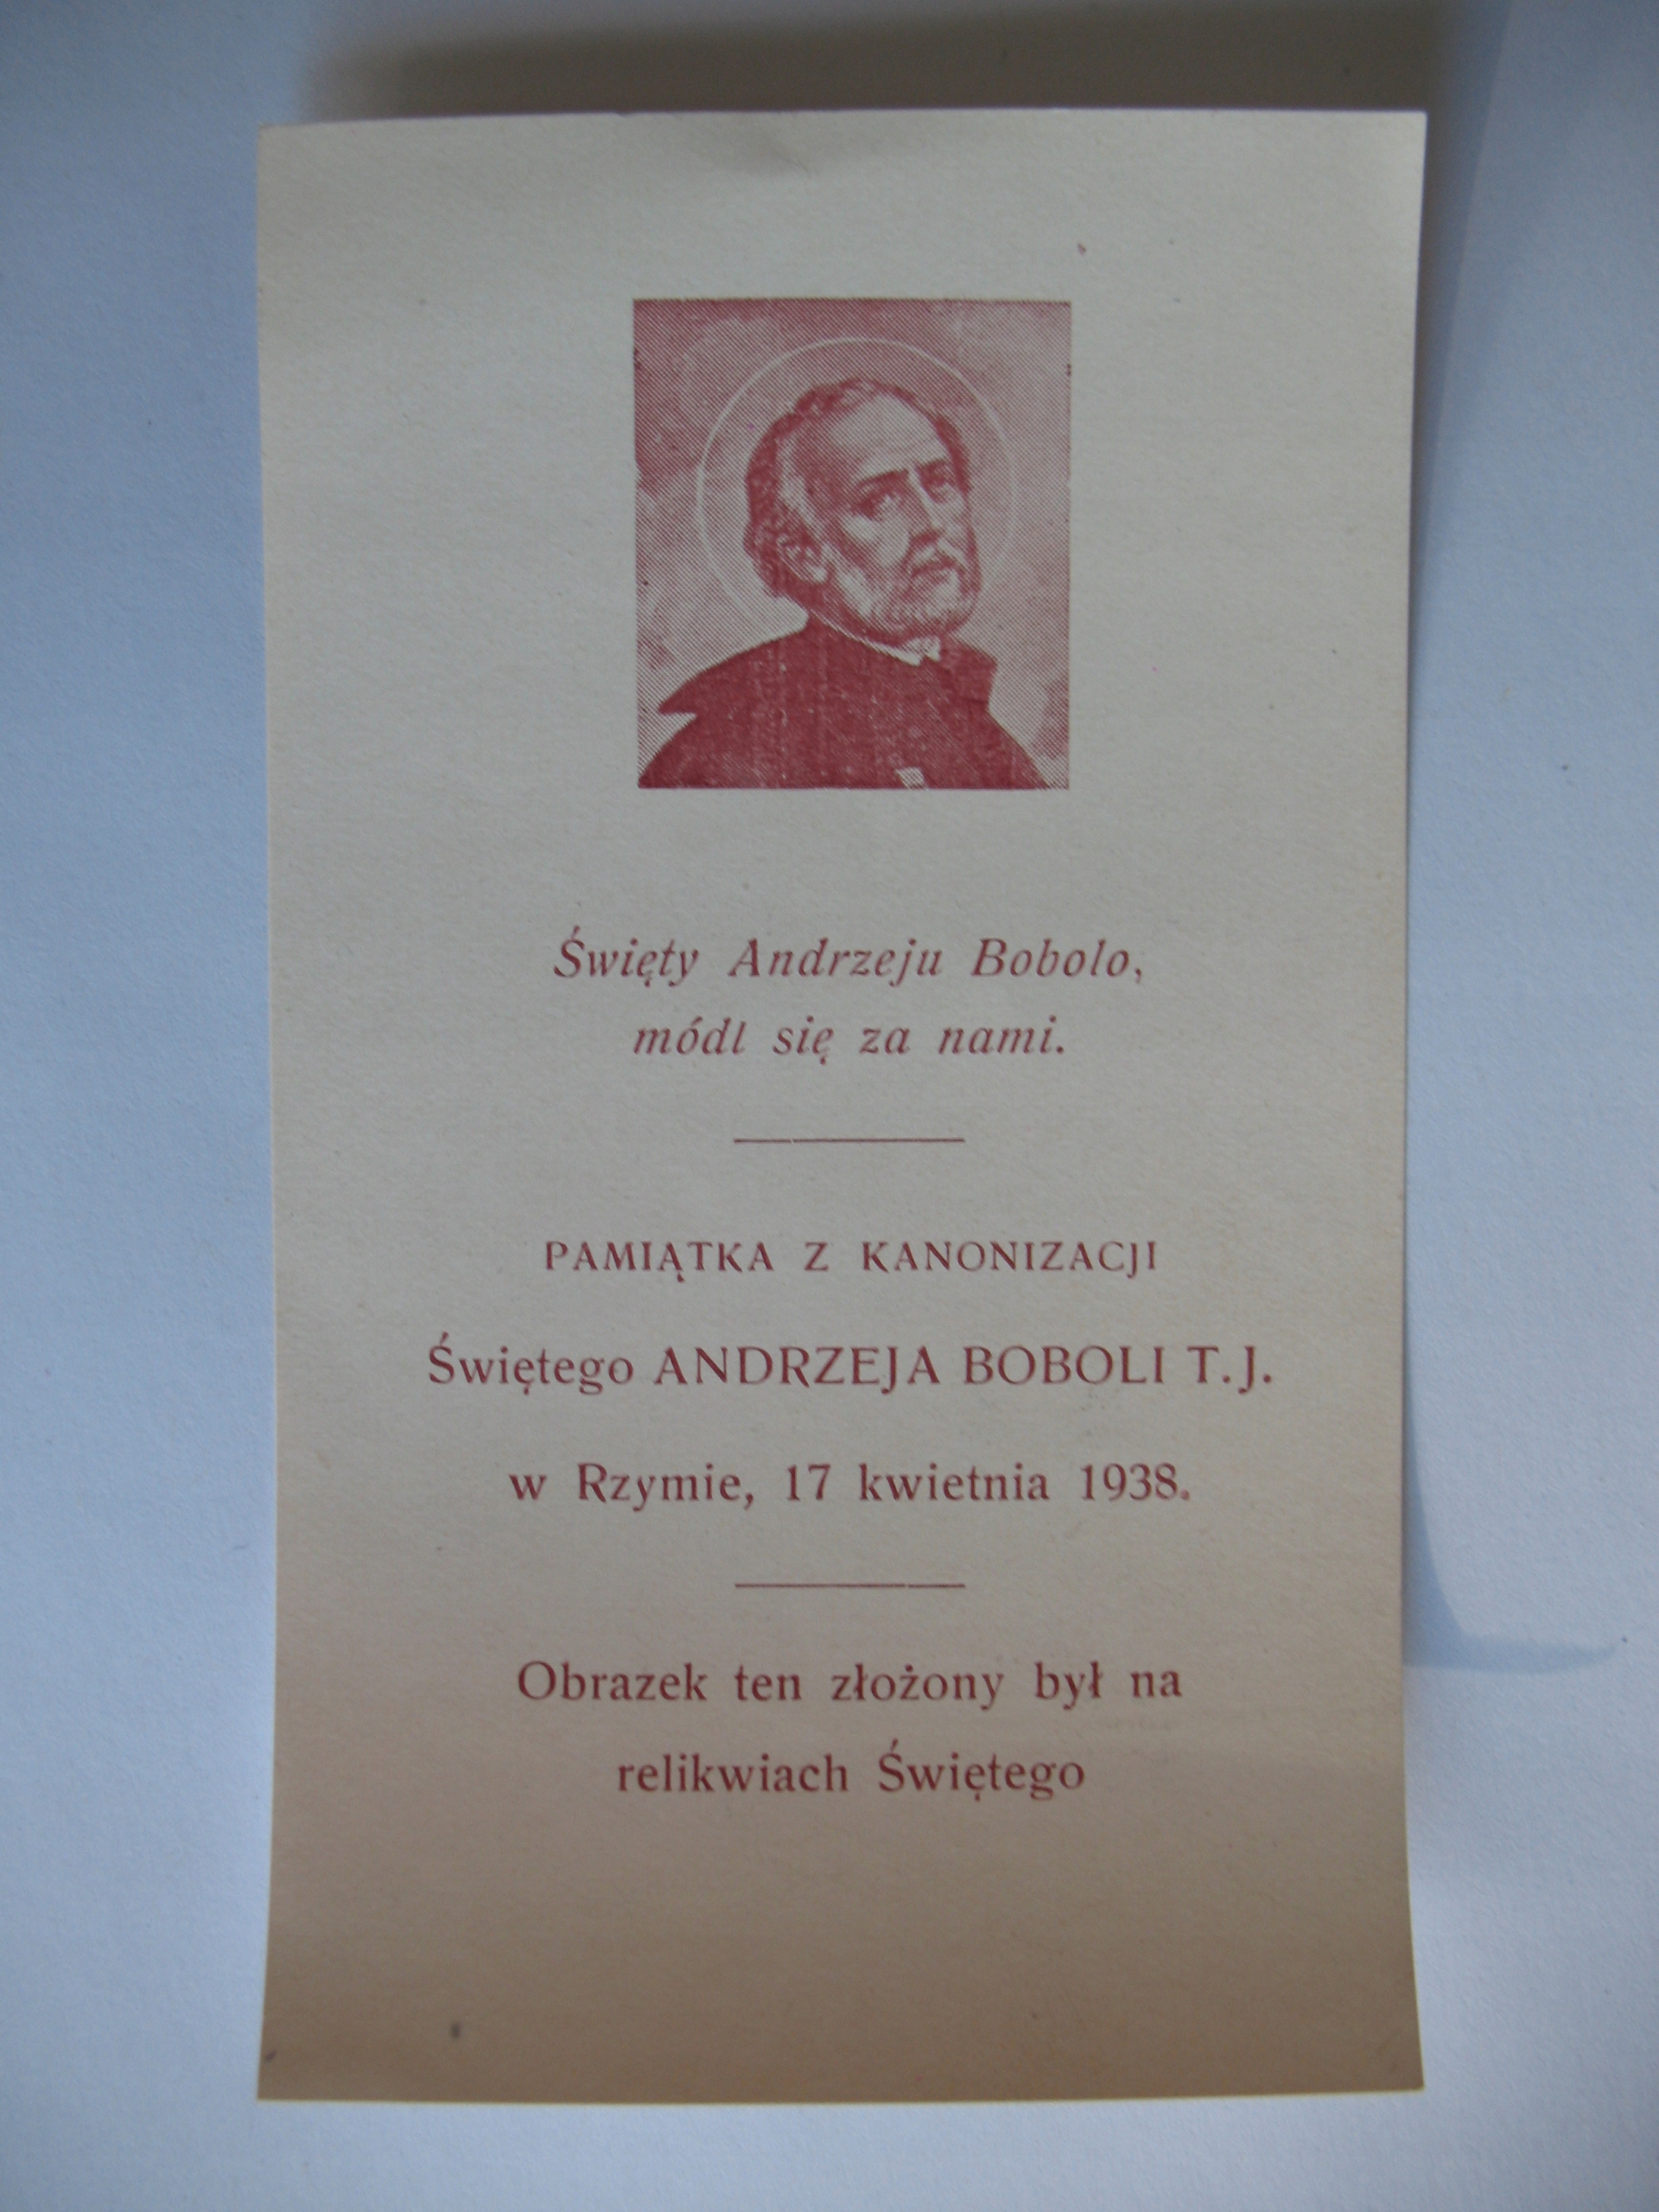 Święty Andrzeju Bobolo,
módl się za nami.
PAMIĄTKA Z KANONIZACJI
Świętego ANDRZEJA BOBOLI T. J.
w Rzymie, 17 kwietnia 1938.
Obrazek ten złożony był na
relikwiach Świętego